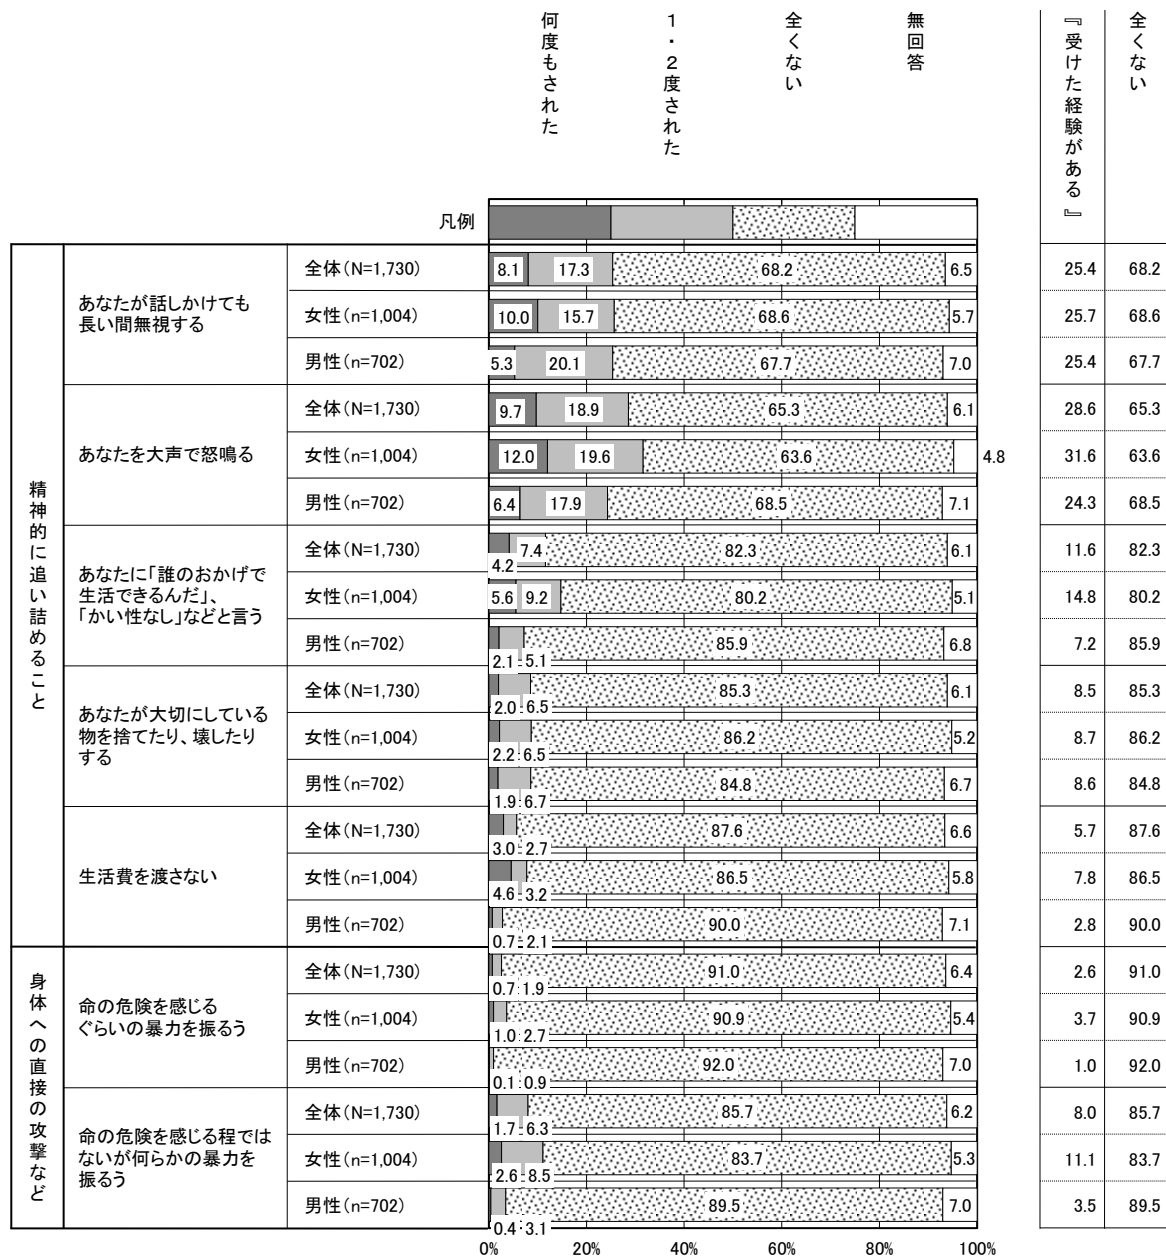 何度もされた
１・２度された
全くない
無回答
『受けた経験がある』
全くない
凡例
精神的に追い詰めること
あなたが話しかけても
長い間無視する
全体(N=1,730) 8.1 17.3 68.2 6.5 25.4 68.2
女性(n=1,004) 10.0 15.7 68.6 5.7 25.7 68.6
男性(n=702) 5.3 20.1 67.7 7.0 25.4 67.7
あなたを大声で怒鳴る
全体(N=1,730) 9.7 18.9 65.3 6.1 28.6 65.3
女性(n=1,004) 12.0 19.6 63.6 4.8 31.6 63.6
男性(n=702) 6.4 17.9 68.5 7.1 24.3 68.5
あなたに「誰のおかげで
生活できるんだ」、
「かい性なし」などと言う
全体(N=1,730) 4.2 7.4 82.3 6.1 11.6 82.3
女性(n=1,004) 5.6 9.2 80.2 5.1 14.8 80.2
男性(n=702) 2.1 5.1 85.9 6.8 7.2 85.9
あなたが大切にしている
物を捨てたり、壊したり
する
全体(N=1,730) 2.0 6.5 85.3 6.1 8.5 85.3
女性(n=1,004) 2.2 6.5 86.2 5.2 8.7 86.2
男性(n=702) 1.9 6.7 84.8 6.7 8.6 84.8
生活費を渡さない
全体(N=1,730) 3.0 2.7 87.6 6.6 5.7 87.6
女性(n=1,004) 4.6 3.2 86.5 5.8 7.8 86.5
男性(n=702) 0.7 2.1 90.0 7.1 2.8 90.0
身体への直接の攻撃など
命の危険を感じる
ぐらいの暴力を振るう
全体(N=1,730) 0.7 1.9 91.0 6.4 2.6 91.0
女性(n=1,004) 1.0 2.7 90.9 5.4 3.7 90.9
男性(n=702) 0.1 0.9 92.0 7.0 1.0 92.0
命の危険を感じる程では
ないが何らかの暴力を
振るう
全体(N=1,730) 1.7 6.3 85.7 6.2 8.0 85.7
女性(n=1,004) 2.6 8.5 83.7 5.3 11.1 83.7
男性(n=702) 0.4 3.1 89.5 7.0 3.5 89.5
0% 20% 40% 60% 80% 100%